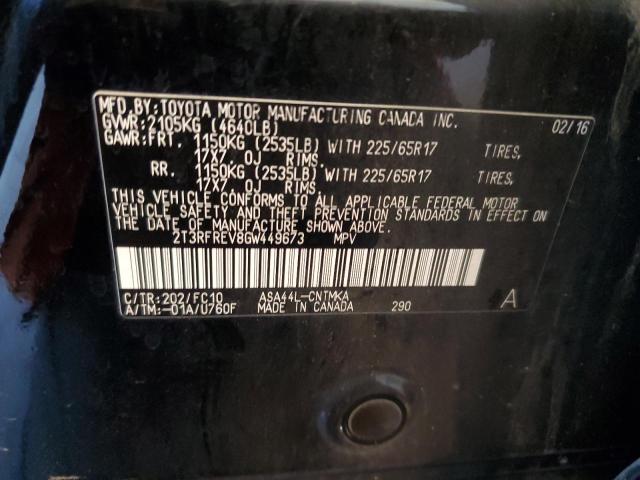 MFD.BY:TOYOTA MOTOR MANUFACTURING CANADA INC.
GVWR:2105KG (4640LB) 02/16
GAWR:FRT. 1150KG (2535LB) WITH 225/65R17 TIRES,
17X7.0J RIMS.
RR. 1150KG (2535LB) WITH 225/65R17 TIRES,
17X7.0J RIMS.
THIS VEHICLE CONFORMS TO ALL APPLICABLE FEDERAL MOTOR
VEHICLE SAFETY AND THEFT PREVENTION STANDARDS IN EFFECT ON
THE DATE OF MANUFACTURE SHOWN ABOVE.
2T3RFREV8GW449673 MPV
C/TR:202/FC10 ASA44L-CNTMKA
A/TM:-01A/U760F MADE IN CANADA 290 A